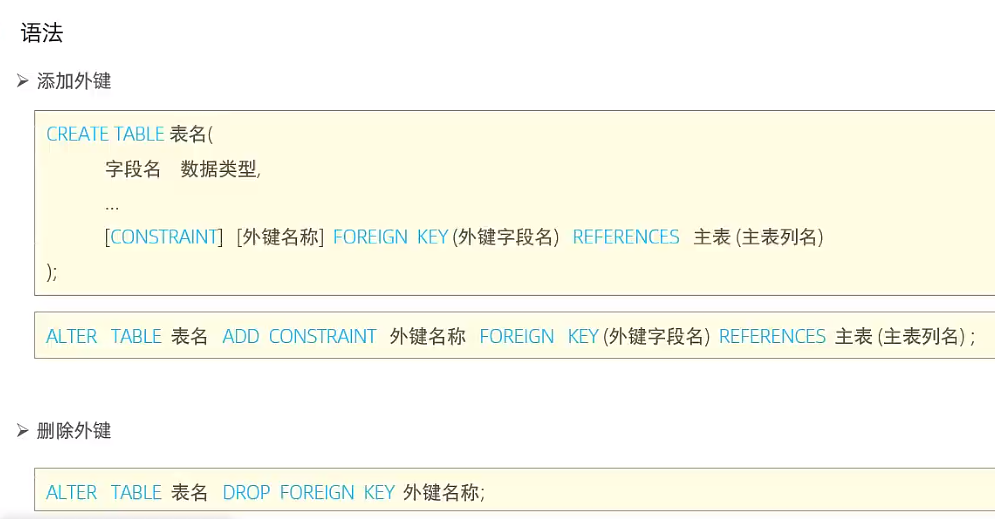 语法
➢ 添加外键
CREATE TABLE 表名(
字段名 数据类型,
...
[CONSTRAINT] [外键名称] FOREIGN KEY (外键字段名) REFERENCES 主表 (主表列名)
);
ALTER TABLE 表名 ADD CONSTRAINT 外键名称 FOREIGN KEY (外键字段名) REFERENCES 主表 (主表列名) ;
➢ 删除外键
ALTER TABLE 表名 DROP FOREIGN KEY 外键名称;